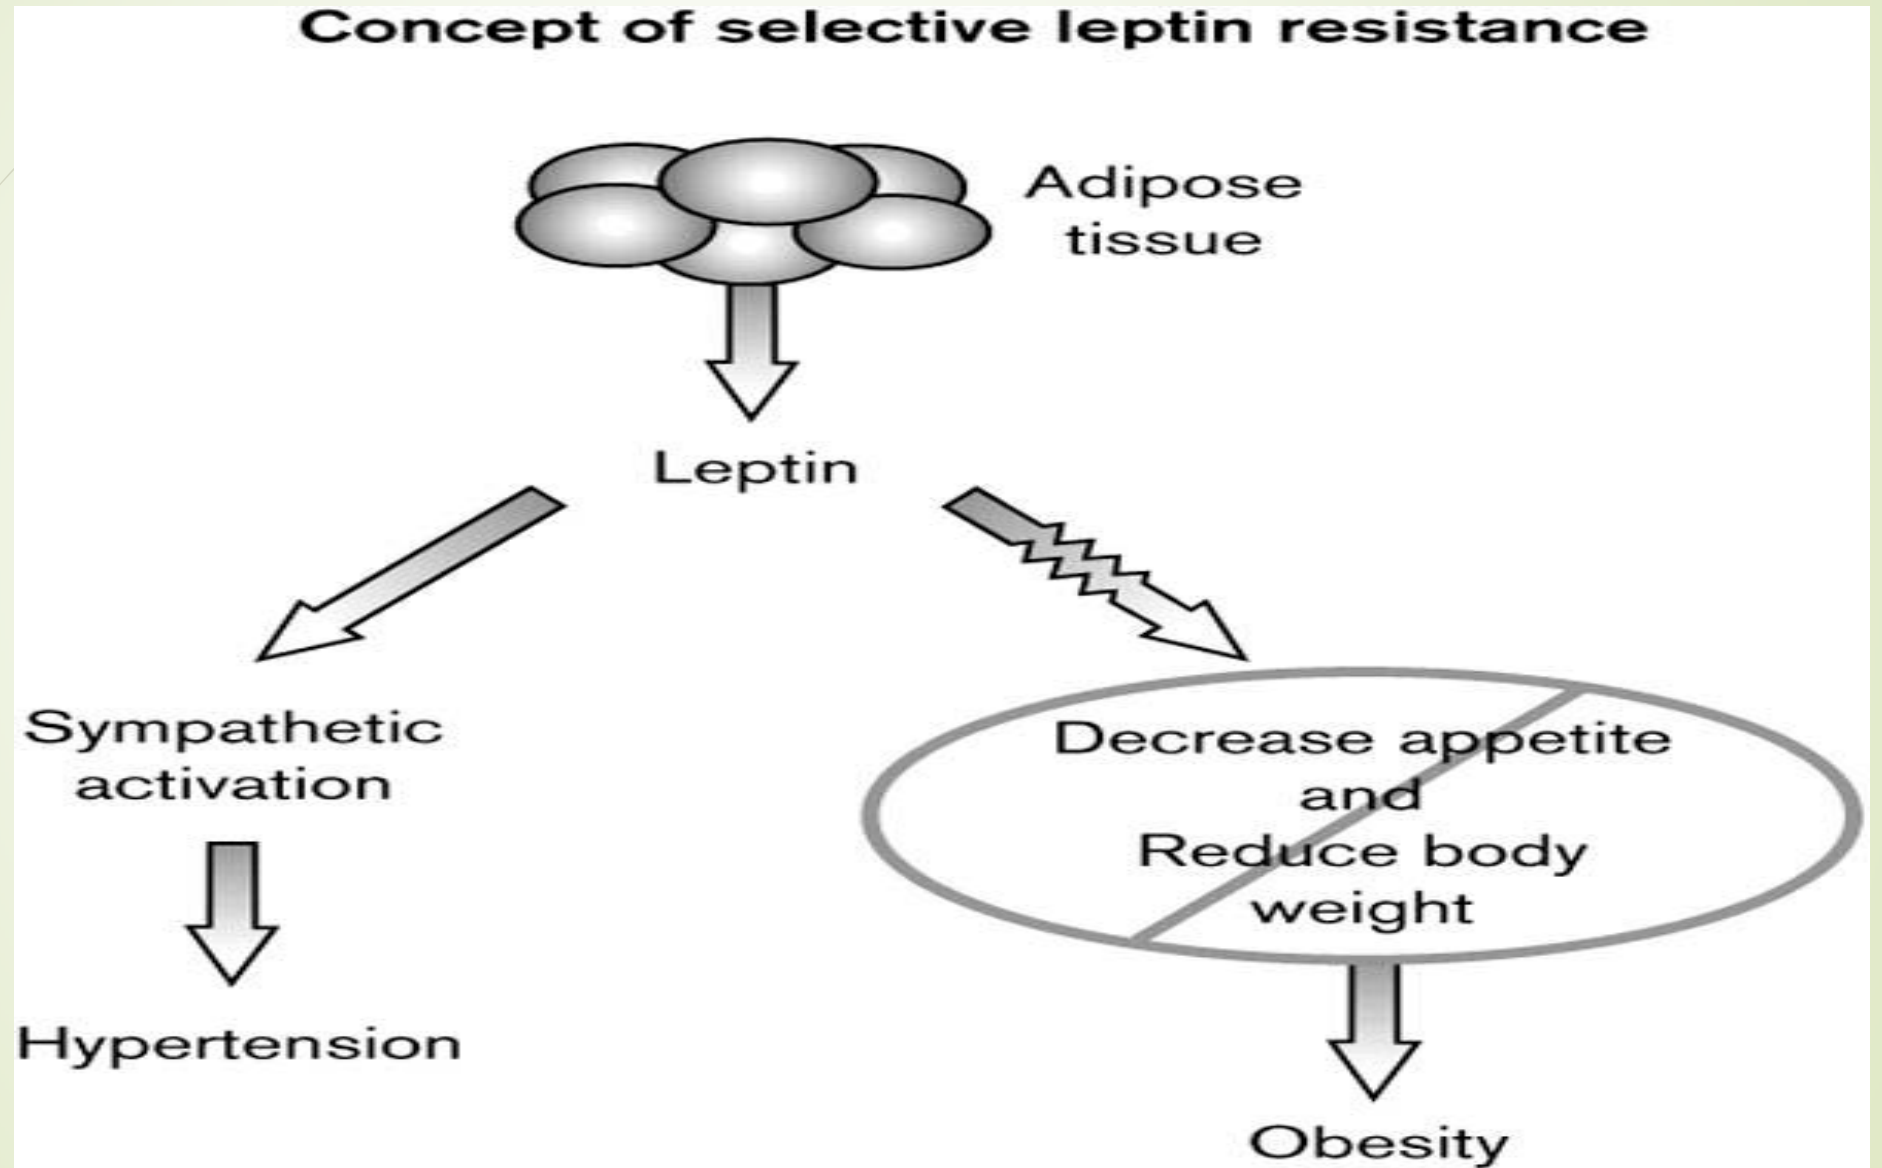 Concept of selective leptin resistance
Adipose
tissue
Leptin
Sympathetic
activation
Hypertension
Decrease appetite
and
Reduce body
weight
Obesity